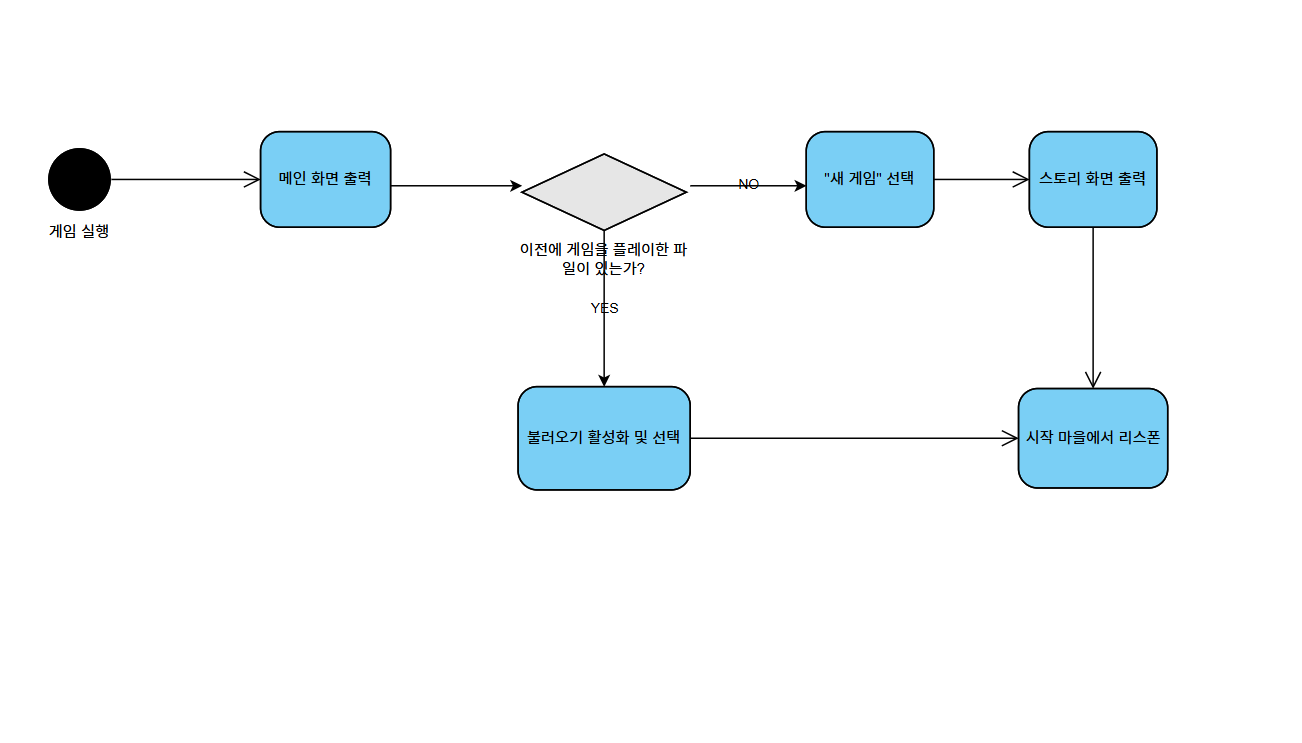 게임 실행
메인 화면 출력
이전에 게임을 플레이한 파
일이 있는가?
NO
YES
"새 게임" 선택
스토리 화면 출력
불러오기 활성화 및 선택
시작 마을에서 리스폰